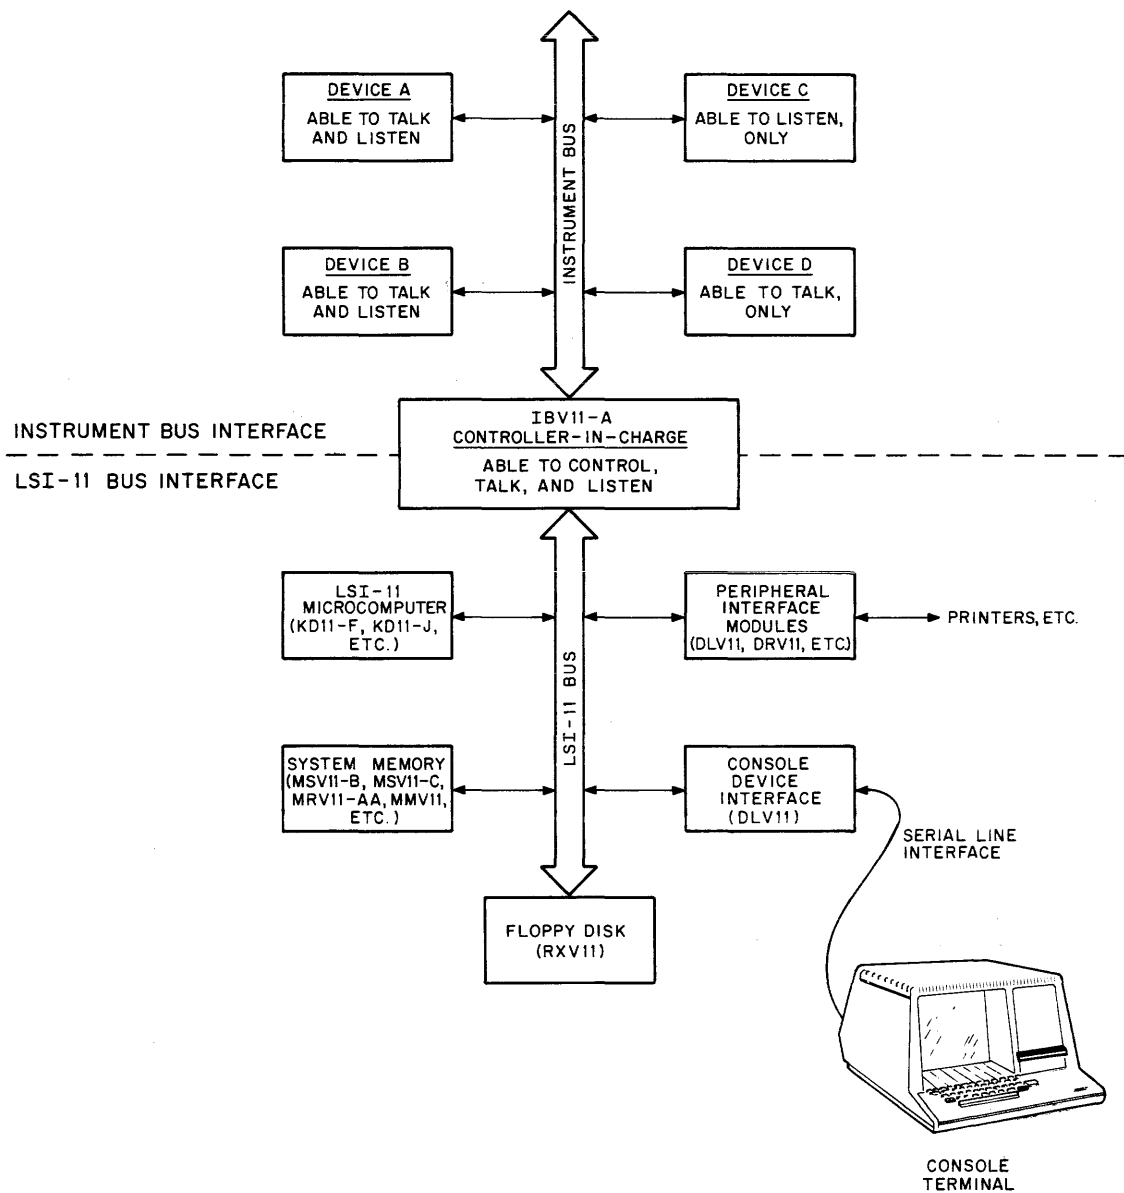 DEVICE A
ABLE TO TALK
AND LISTEN
DEVICE C
ABLE TO LISTEN,
ONLY
INSTRUMENT BUS
DEVICE B
ABLE TO TALK
AND LISTEN
DEVICE D
ABLE TO TALK,
ONLY
IBV11-A
CONTROLLER-IN-CHARGE
ABLE TO CONTROL,
TALK, AND LISTEN
INSTRUMENT BUS INTERFACE
LSI-11 BUS INTERFACE
LSI-11
MICROCOMPUTER
(KD11-F, KD11-J,
ETC.)
PERIPHERAL
INTERFACE
MODULES
(DLV11, DRV11, ETC.)
PRINTERS, ETC.
LSI-11 BUS
SYSTEM MEMORY
(MSV11-B, MSV11-C,
MRV11-AA, MMV11,
ETC.)
CONSOLE
DEVICE
INTERFACE
(DLV11)
SERIAL LINE
INTERFACE
FLOPPY DISK
(RXV11)
CONSOLE
TERMINAL